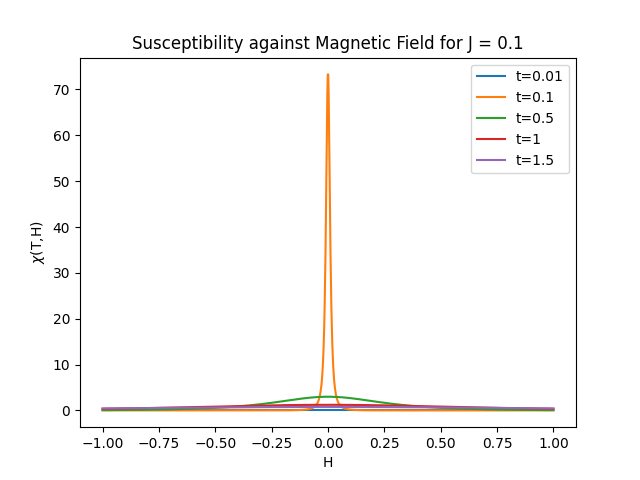 Susceptibility against Magnetic Field for J = 0.1
χ(T,H)
70
60
50
40
30
20
10
0
t=0.01
t=0.1
t=0.5
t=1
t=1.5
−1.00 −0.75 −0.50 −0.25 0.00 0.25 0.50 0.75 1.00
H